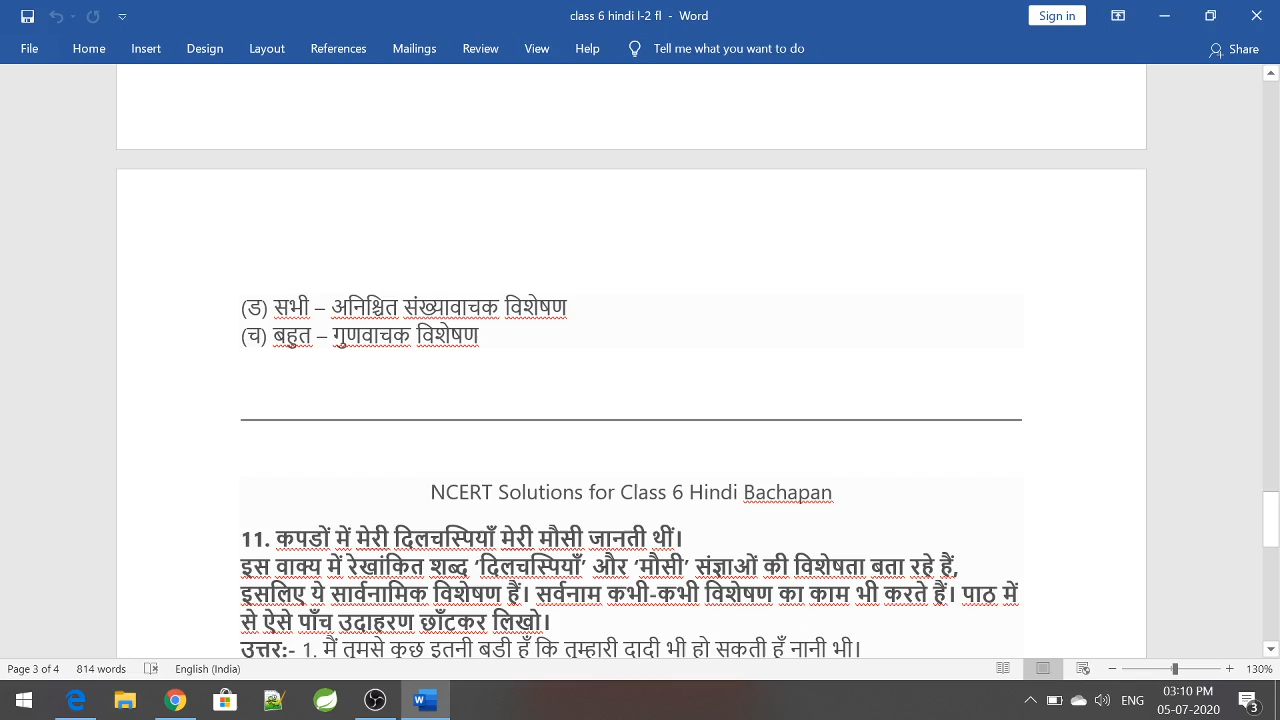 class 6 hindi l-2 fl - Word
Sign in
File Home Insert Design Layout References Mailings Review View Help Tell me what you want to do Share
(ड) सभी – अनिश्चित संख्यावाचक विशेषण
(च) बहुत – गुणवाचक विशेषण
NCERT Solutions for Class 6 Hindi Bachapan
11. कपडों में मेरी दिलचस्पियाँ मेरी मौसी जानती थीं।
इस वाक्य में रेखांकित शब्द ‘दिलचस्पियाँ’ और ‘मौसी’ संज्ञाओं की विशेषता बता रहे हैं,
इसलिए ये सार्वनामिक विशेषण हैं। सर्वनाम कभी-कभी विशेषण का काम भी करते हैं। पाठ में
से ऐसे पाँच उदाहरण छाँटकर लिखो।
उत्तर:- 1. मैं तुमसे कुछ इतनी बड़ी हूँ कि तुम्हारी दादी भी हो सकती हूँ नानी भी।
Page 3 of 4 814 words English (India) 130%
ENG 03:10 PM
05-07-2020
3